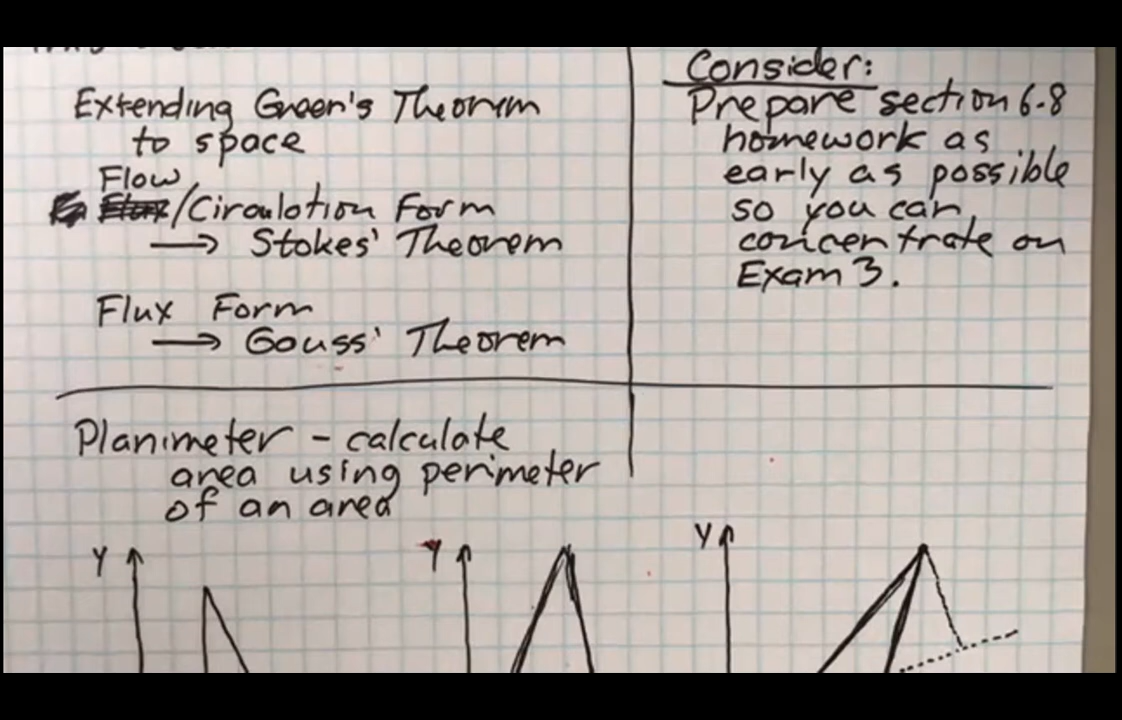 Extending Green's Theorem
to space
Flow
/Circulation Form
→ Stokes' Theorem
Flux Form
→ Gauss' Theorem
Consider:
Prepare section 6.8
homework as
early as possible
so you can
concentrate on
Exam 3.
Planimeter - calculate
area using perimeter
of an area
Y
Y
Y